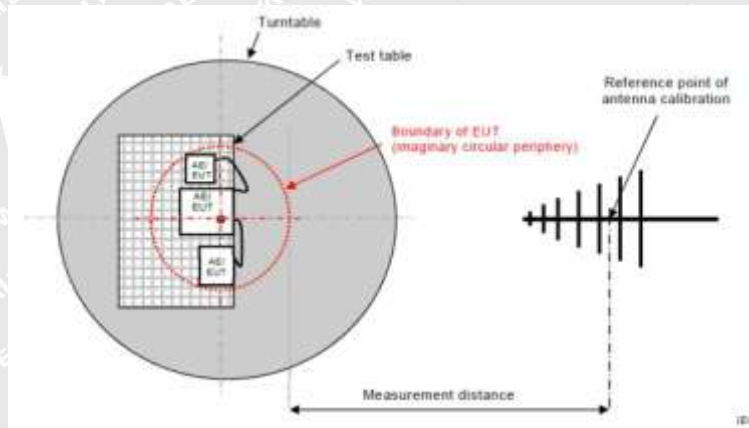 Turntable
Test table
Reference point of
antenna calibration
Boundary of EUT
(imaginary circular periphery)
AE/
EUT
AE/
EUT
AE/
EUT
Measurement distance